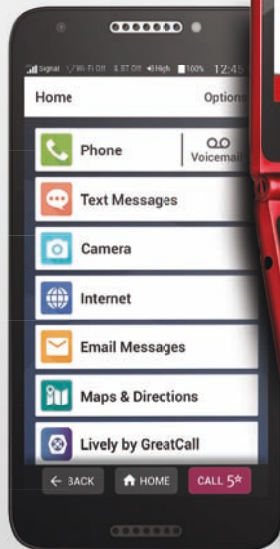 Signal Wi-Fi Off BT Off High 100% 12:45
Home Option
Phone Voicemail
Text Messages
Camera
Internet
Email Messages
Maps & Directions
Lively by GreatCall
BACK HOME CALL 5☆